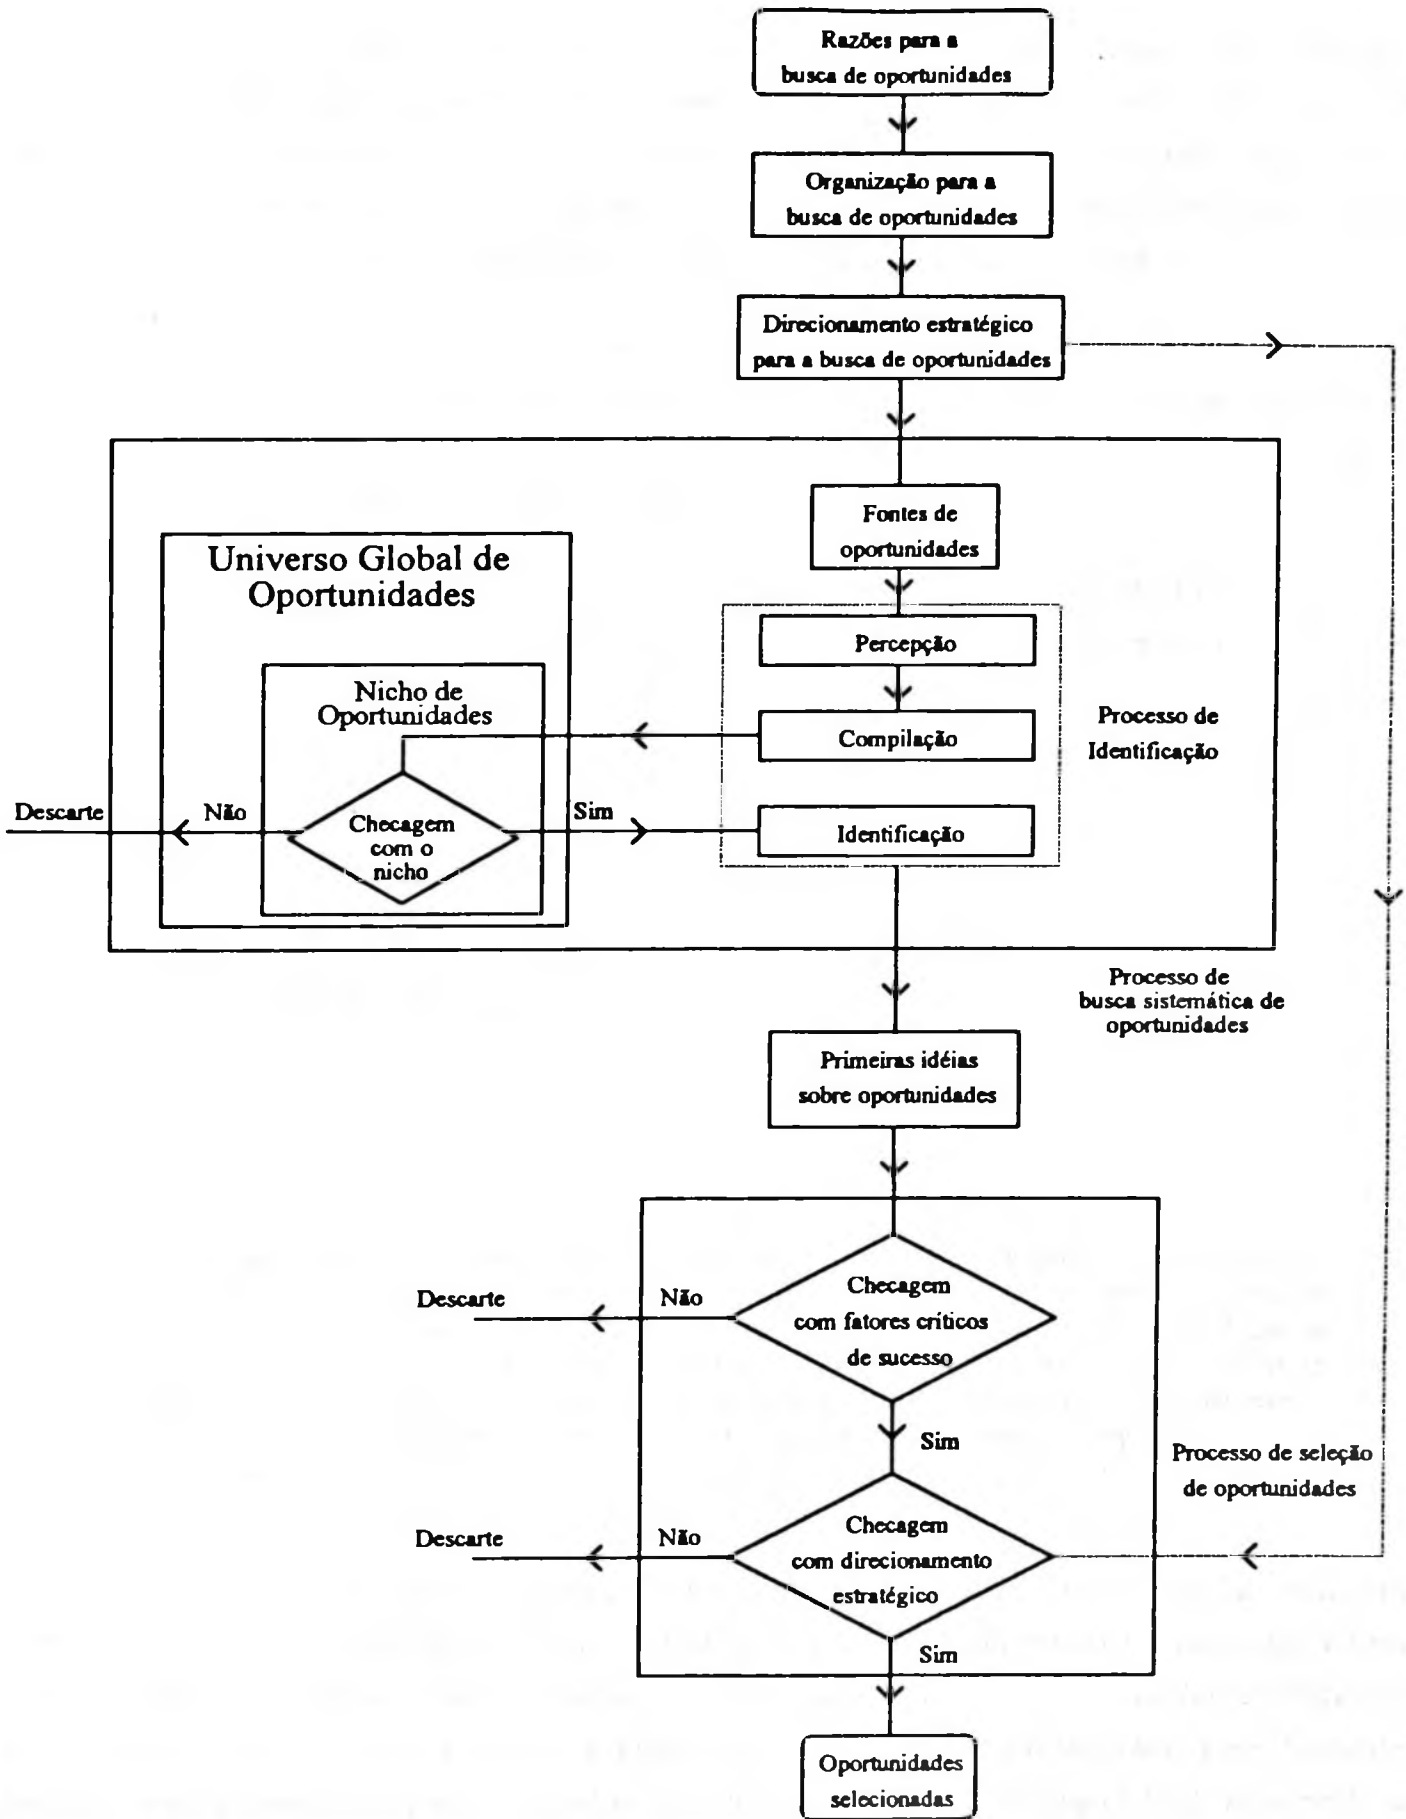 Razões para a
busca de oportunidades
Organização para a
busca de oportunidades
Direcionamento estratégico
para a busca de oportunidades
Fontes de
oportunidades
Universo Global de
Oportunidades
Percepção
Nicho de
Oportunidades
Compilação
Processo de
Identificação
Descarte
Não
Checagem
com o
nicho
Sim
Identificação
Processo de
busca sistemática de
oportunidades
Primeiras idéias
sobre oportunidades
Descarte
Não
Checagem
com fatores críticos
de sucesso
Sim
Processo de seleção
de oportunidades
Descarte
Não
Checagem
com direcionamento
estratégico
Sim
Oportunidades
selecionadas